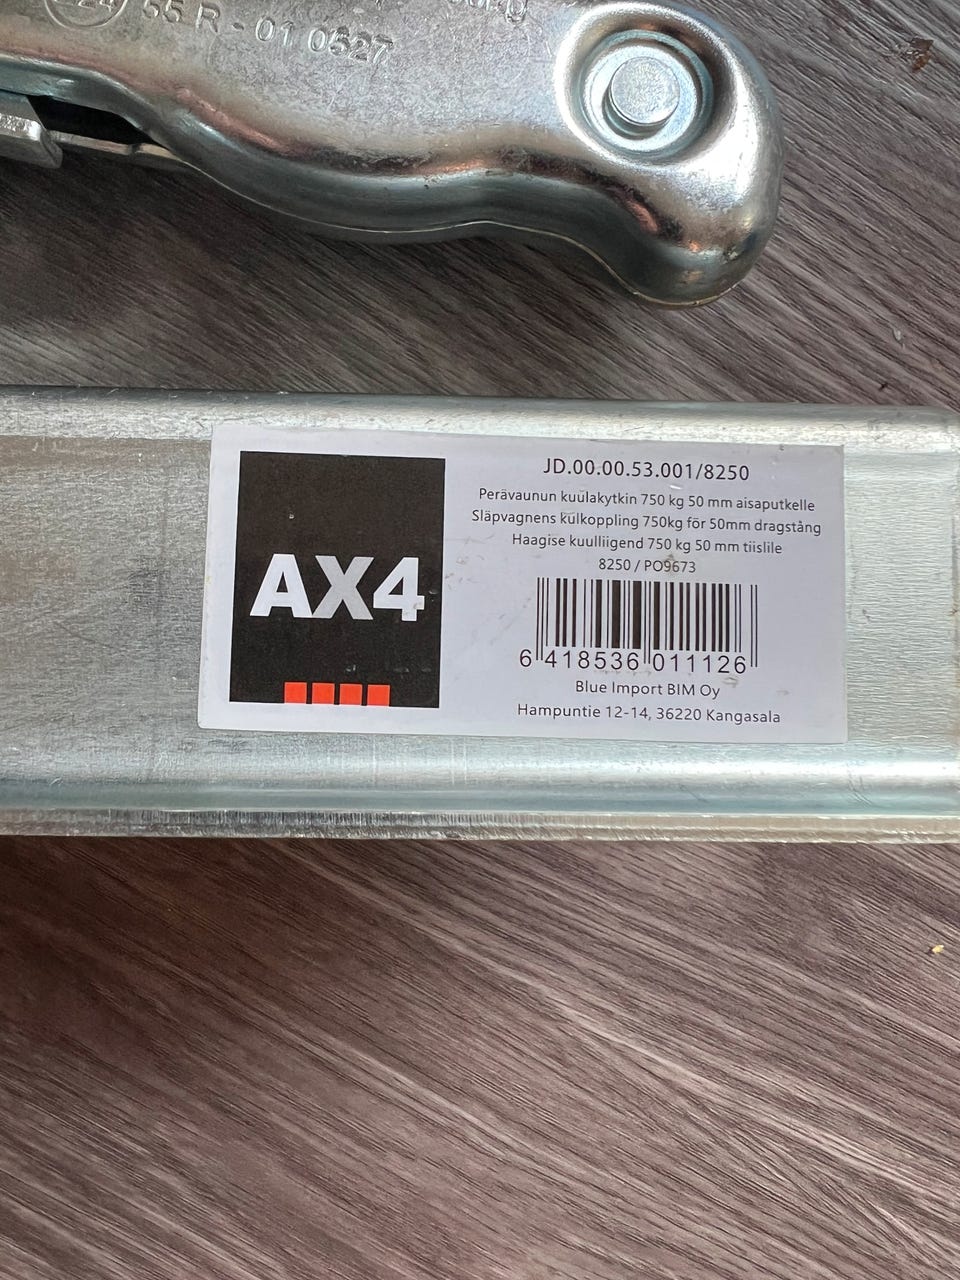 55 R - 01 0527
AX4
JD.00.00.53.001/8250
Perävaunun kuulakytkin 750 kg 50 mm aisaputkelle
Släpvagnens kulkoppling 750kg för 50mm dragstång
Haagise kuulliigend 750 kg 50 mm tiislile
8250 / PO9673
6 418536 011126
Blue Import BIM Oy
Hampuntie 12-14, 36220 Kangasala